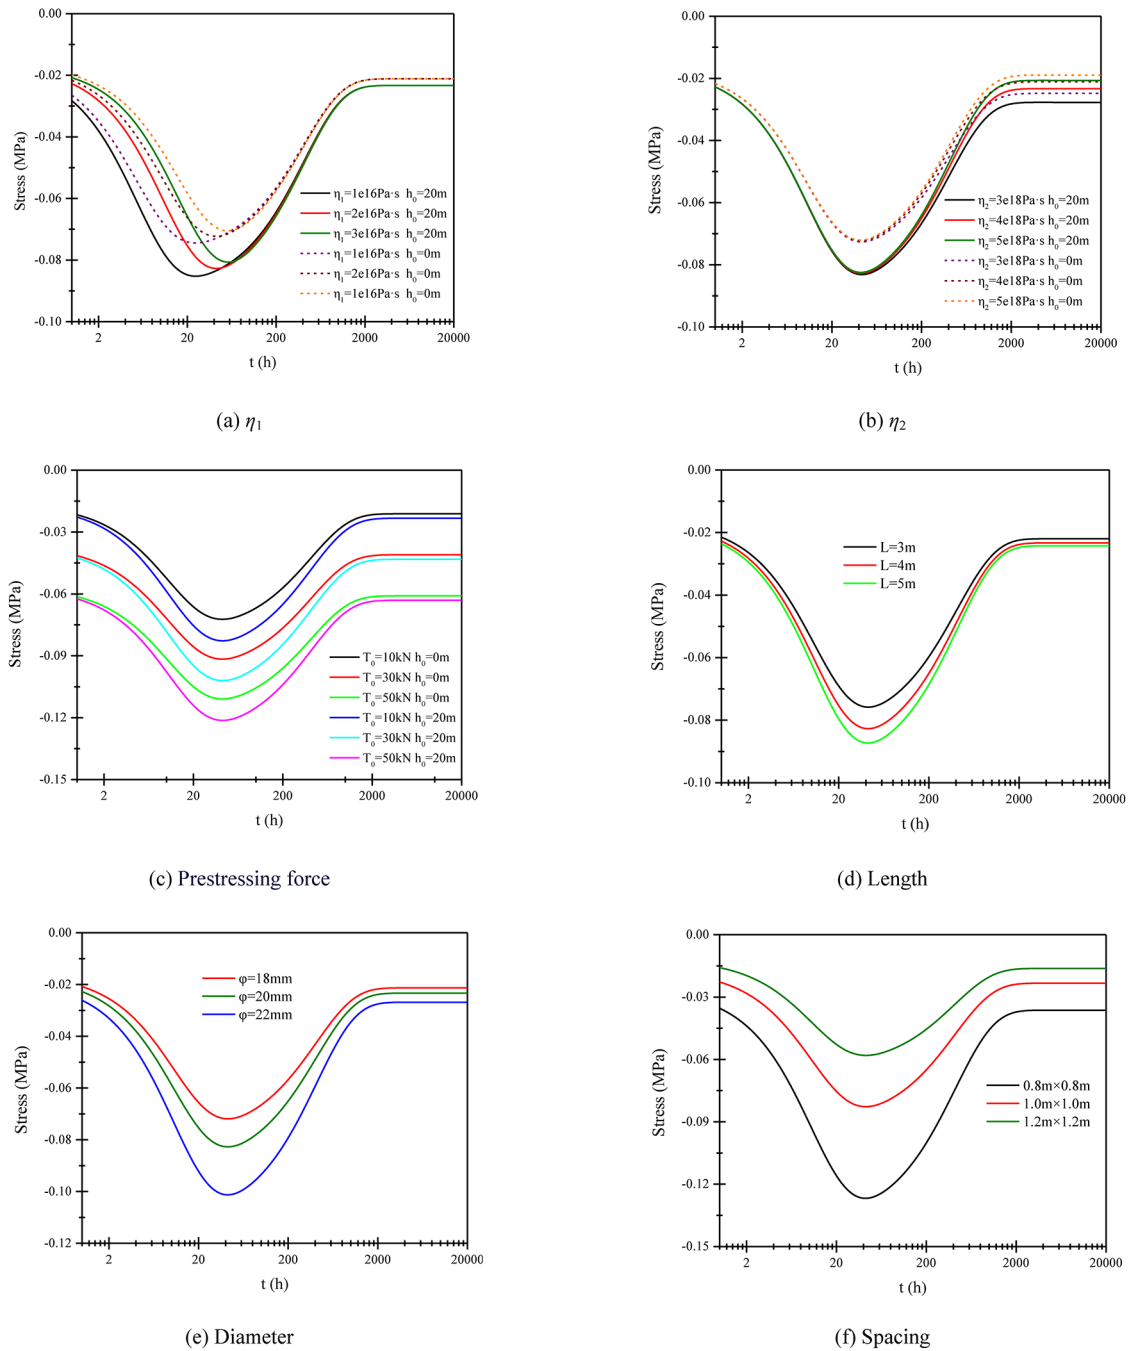 0.00
-0.02
-0.04
-0.06
-0.08
-0.10
Stress (MPa)
η1=1e16Pa·s h0=20m
η1=2e16Pa·s h0=20m
η1=3e16Pa·s h0=20m
η1=1e16Pa·s h0=0m
η1=2e16Pa·s h0=0m
η1=1e16Pa·s h0=0m
2 20 200 2000 20000
t (h)
(a) η1
0.00
-0.02
-0.04
-0.06
-0.08
-0.10
Stress (MPa)
η2=3e18Pa·s h0=20m
η2=4e18Pa·s h0=20m
η2=5e18Pa·s h0=20m
η2=3e18Pa·s h0=0m
η2=4e18Pa·s h0=0m
η2=5e18Pa·s h0=0m
2 20 200 2000 20000
t (h)
(b) η2
0.00
-0.03
-0.06
-0.09
-0.12
-0.15
Stress (MPa)
T0=10kN h0=0m
T0=30kN h0=0m
T0=50kN h0=0m
T0=10kN h0=20m
T0=30kN h0=20m
T0=50kN h0=20m
2 20 200 2000 20000
t (h)
(c) Prestressing force
0.00
-0.02
-0.04
-0.06
-0.08
-0.10
Stress (MPa)
L=3m
L=4m
L=5m
2 20 200 2000 20000
t (h)
(d) Length
0.00
-0.02
-0.04
-0.06
-0.08
-0.10
-0.12
Stress (MPa)
φ=18mm
φ=20mm
φ=22mm
2 20 200 2000 20000
t (h)
(e) Diameter
0.00
-0.03
-0.06
-0.09
-0.12
-0.15
Stress (MPa)
0.8m×0.8m
1.0m×1.0m
1.2m×1.2m
2 20 200 2000 20000
t (h)
(f) Spacing